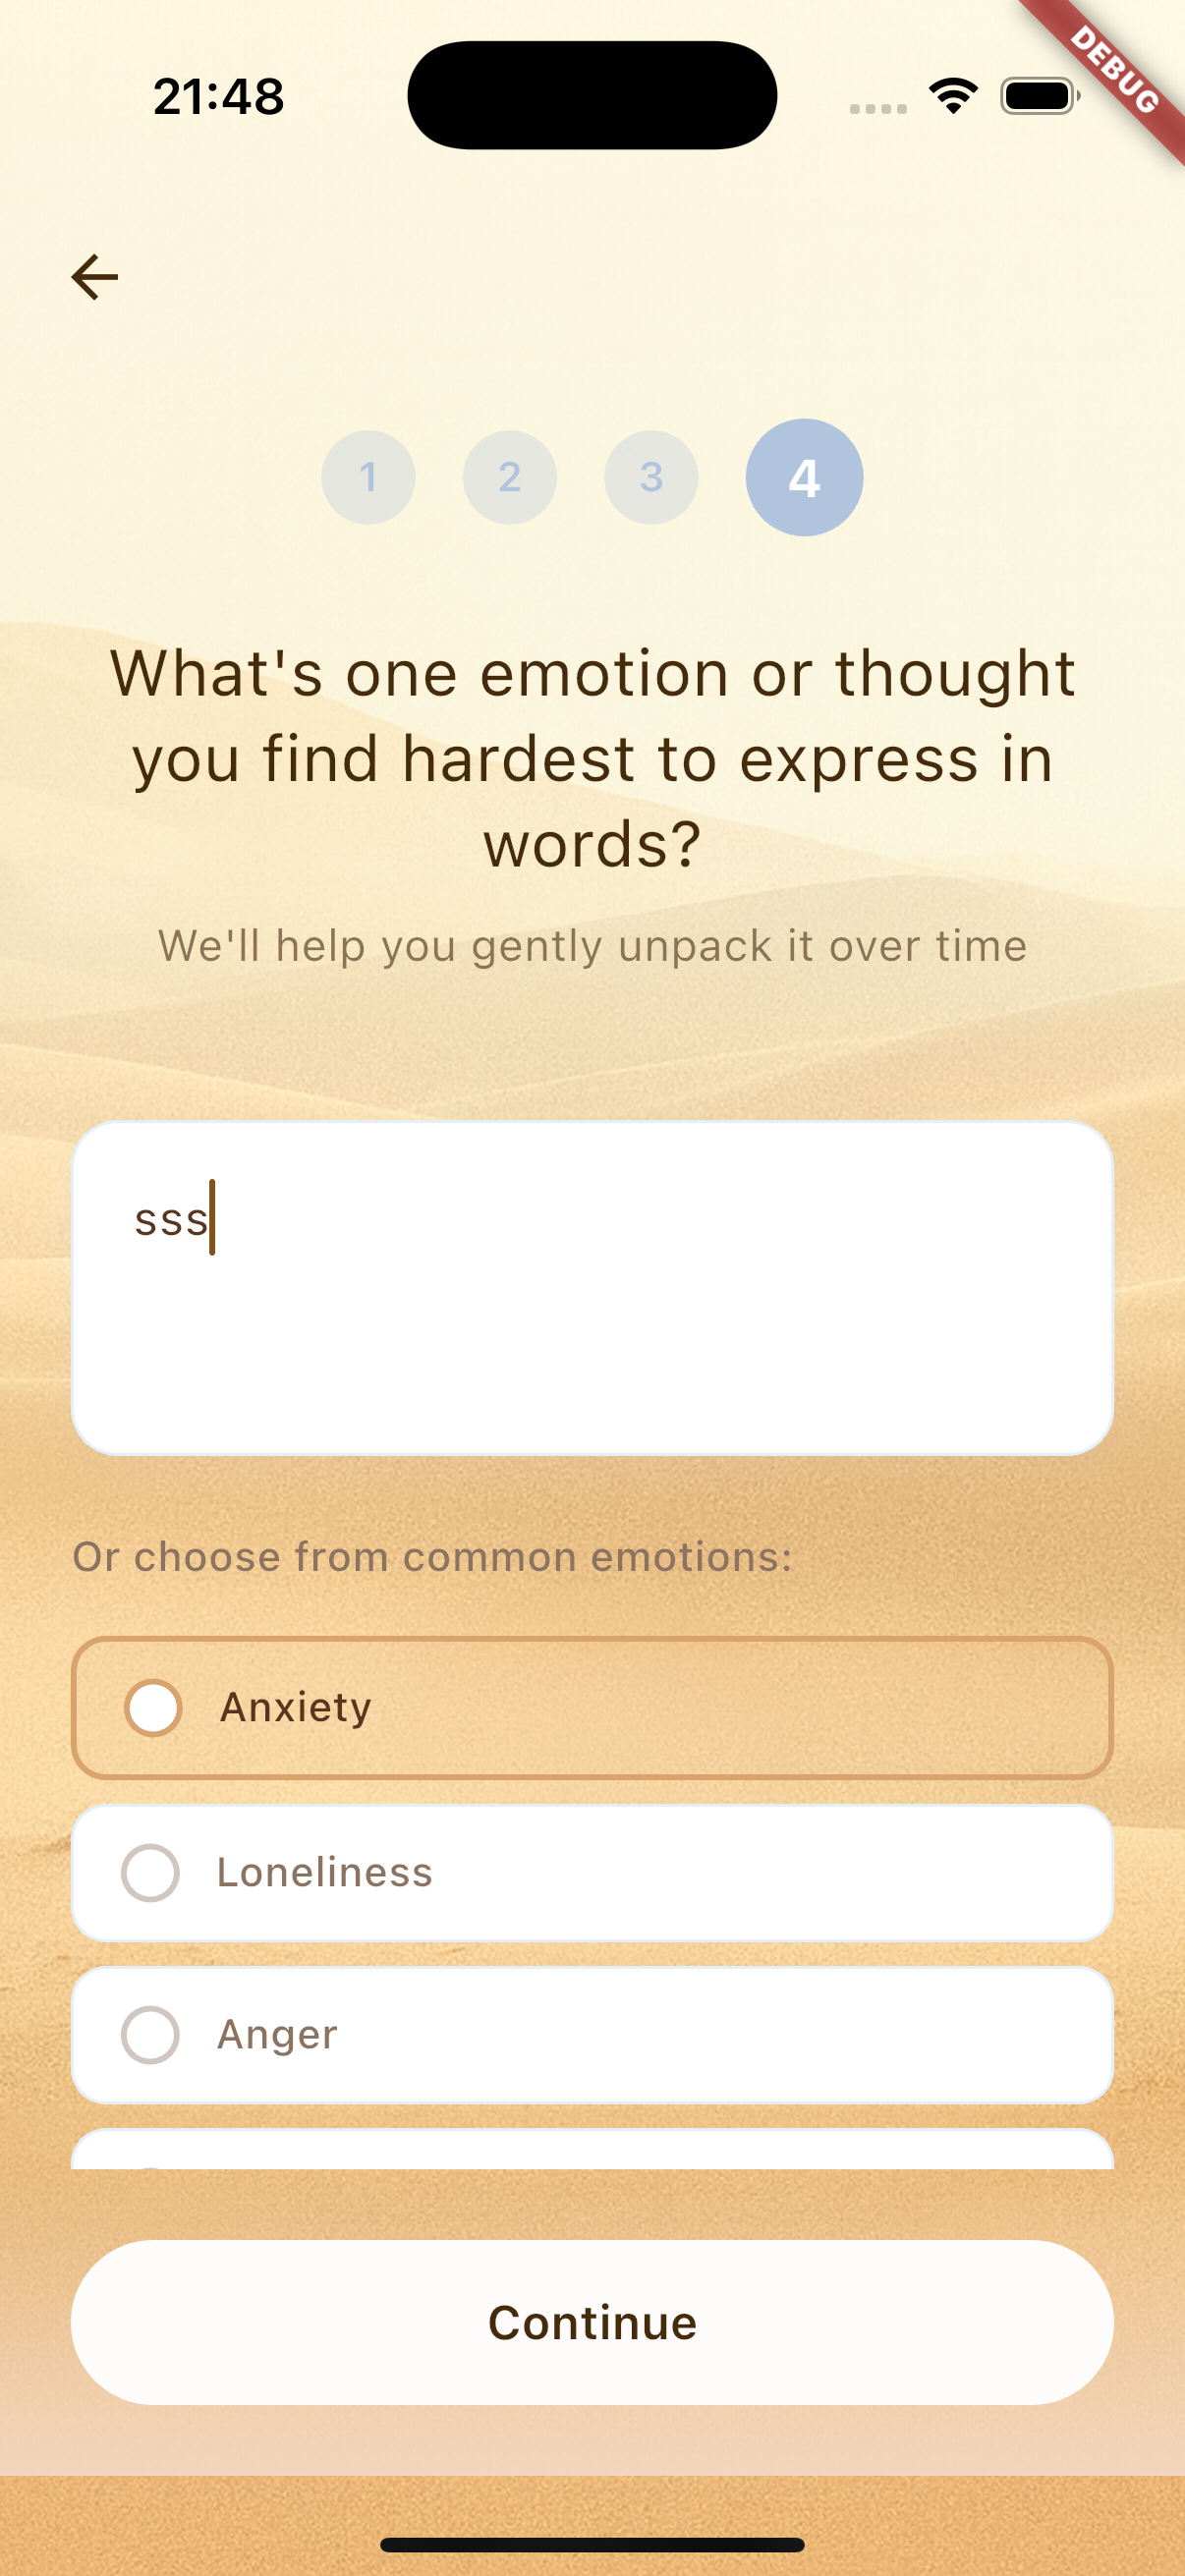 21:48
DEBUG
1 2 3 4
What's one emotion or thought
you find hardest to express in
words?
We'll help you gently unpack it over time
sss
Or choose from common emotions:
Anxiety
Loneliness
Anger
Continue